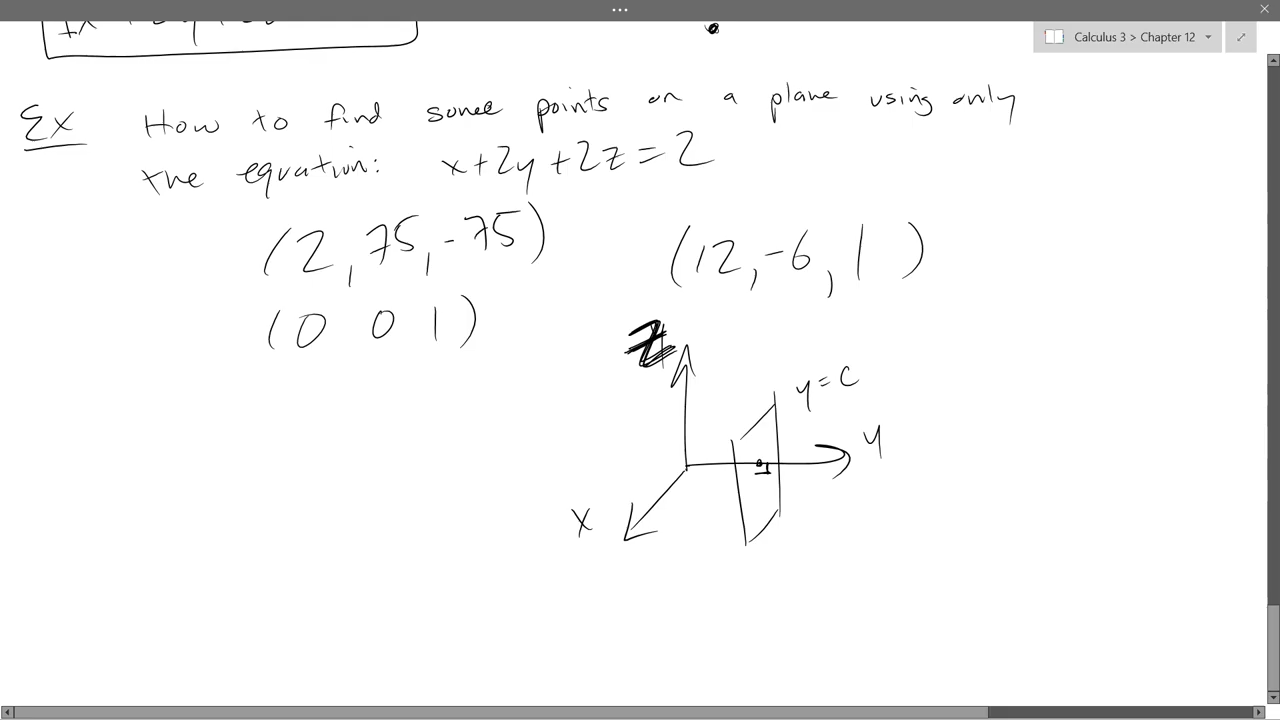 Calculus 3 > Chapter 12
Ex How to find some points on a plane using only
the equation: x+2y+2z=2
(2, 75, -75) (12, -6, 1)
(0 0 1)
z
y=c
y
x